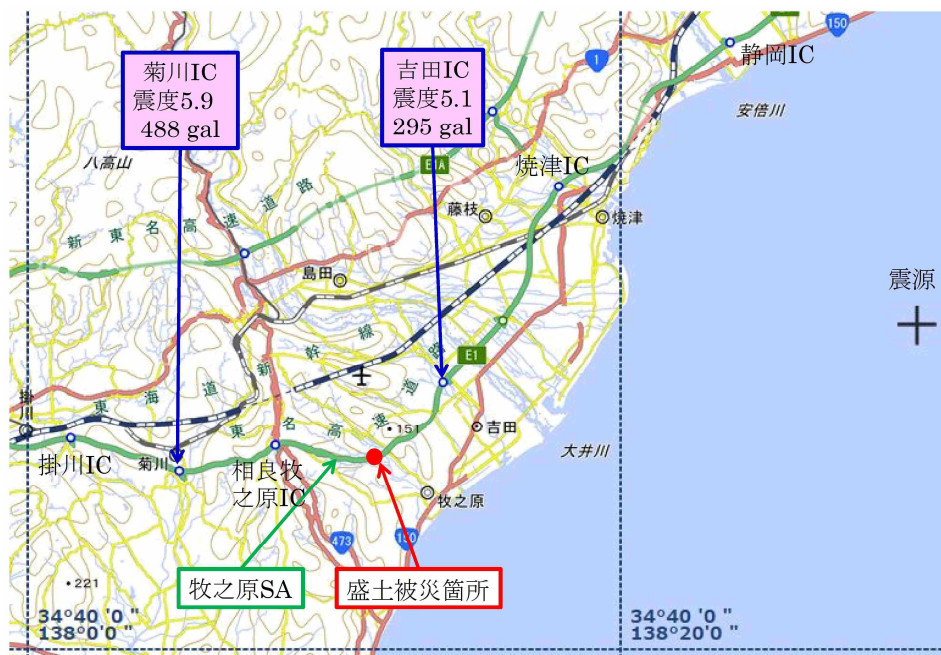 菊川IC
震度5.9
488 gal
吉田IC
震度5.1
295 gal
150
静岡IC
1
安倍川
八高山
E1A
焼津IC
新東名高速道路
藤枝
焼津
島田
震源
東海道新幹線
E1
掛川
東名高速道路
151
吉田
大井川
掛川IC
菊川
相良牧
之原IC
牧之原
473
150
221
牧之原SA
盛土被災箇所
34°40 '0 "
138°0 '0 "
34°40 '0 "
138°20 '0 "